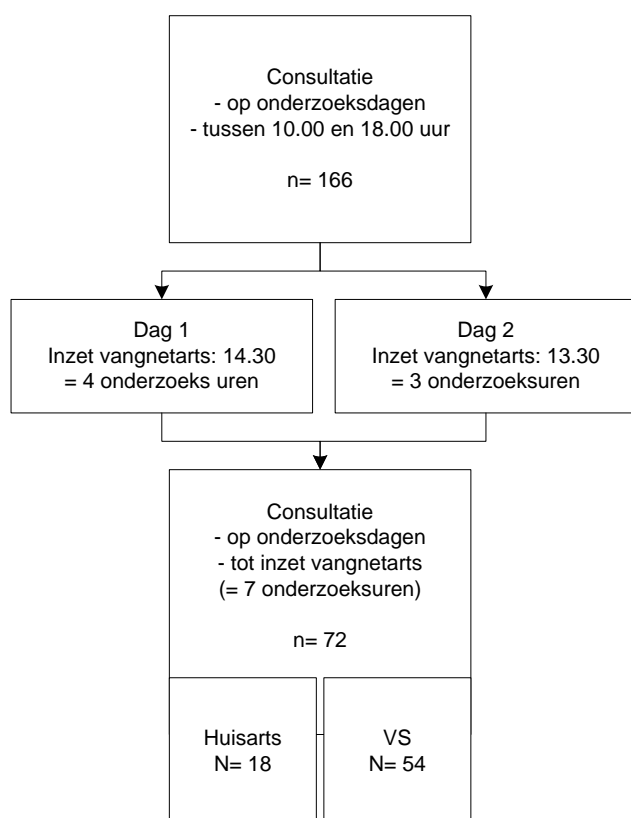 Consultatie
- op onderzoeksdagen
- tussen 10.00 en 18.00 uur
n= 166
Dag 1
Inzet vangnetarts: 14.30
= 4 onderzoeks uren
Dag 2
Inzet vangnetarts: 13.30
= 3 onderzoeksuren
Consultatie
- op onderzoeksdagen
- tot inzet vangnetarts
(= 7 onderzoeksuren)
n= 72
Huisarts
N= 18
VS
N= 54